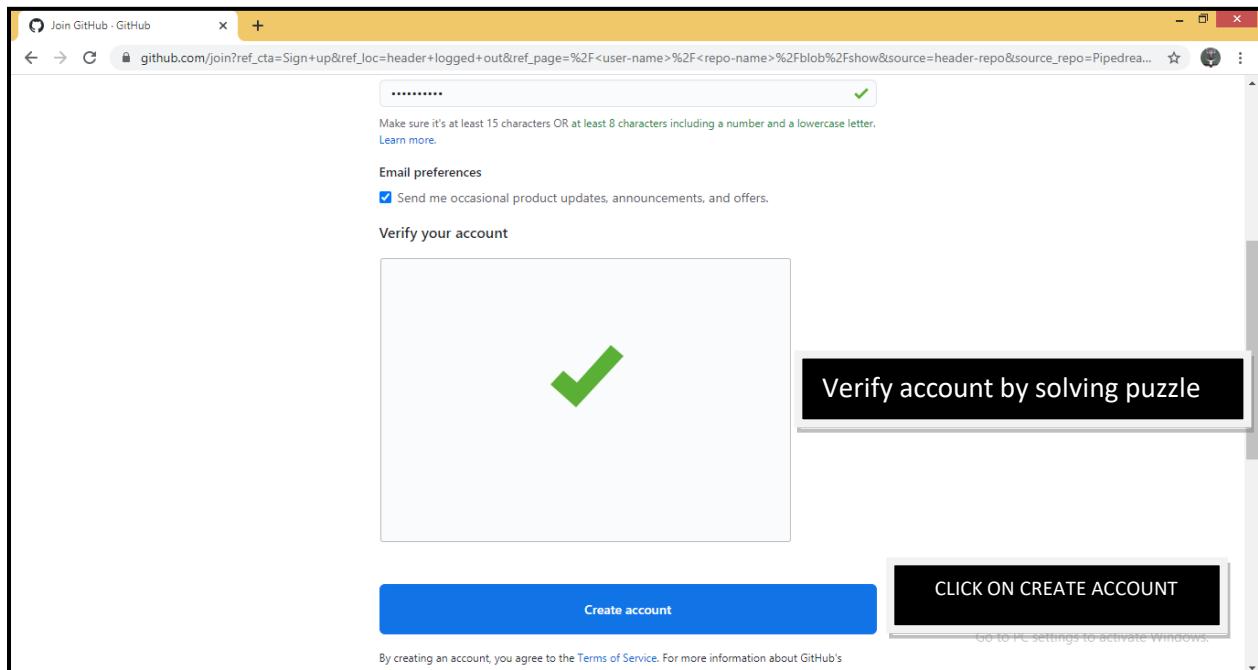 Join GitHub · GitHub
github.com/join?ref_cta=Sign+up&ref_loc=header+logged+out&ref_page=%2F<user-name>%2F<repo-name>%2Fblob%2Fshow&source=header-repo&source_repo=Pipedrea...
Make sure it's at least 15 characters OR at least 8 characters including a number and a lowercase letter.
Learn more.
Email preferences
Send me occasional product updates, announcements, and offers.
Verify your account
Verify account by solving puzzle
CLICK ON CREATE ACCOUNT
Create account
Go to PC settings to activate Windows.
By creating an account, you agree to the Terms of Service. For more information about GitHub's